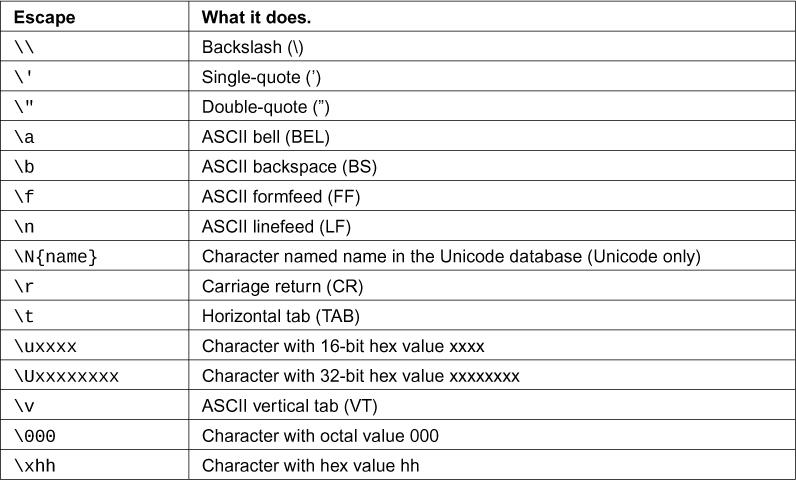 Escape What it does.
\\ Backslash (\)
\' Single-quote (’)
\" Double-quote (”)
\a ASCII bell (BEL)
\b ASCII backspace (BS)
\f ASCII formfeed (FF)
\n ASCII linefeed (LF)
\N{name} Character named name in the Unicode database (Unicode only)
\r Carriage return (CR)
\t Horizontal tab (TAB)
\uxxxx Character with 16-bit hex value xxxx
\Uxxxxxxxx Character with 32-bit hex value xxxxxxxx
\v ASCII vertical tab (VT)
\000 Character with octal value 000
\xhh Character with hex value hh